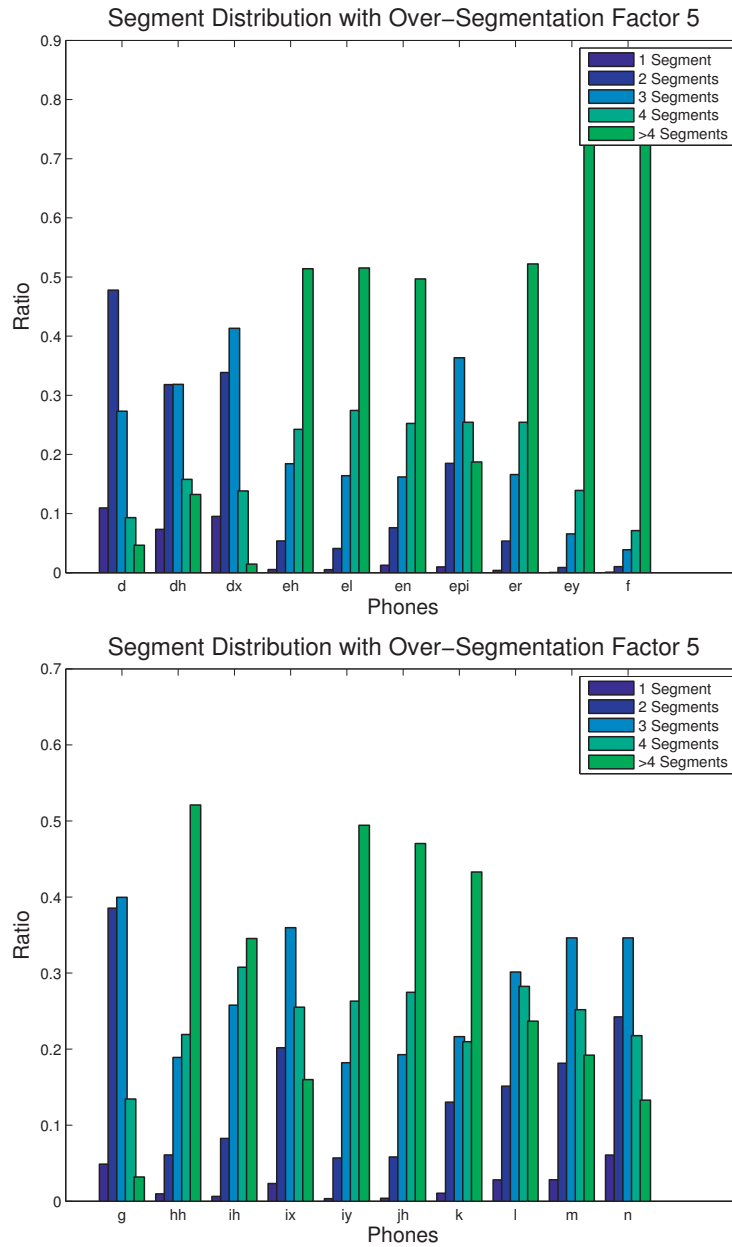 Segment Distribution with Over−Segmentation Factor 5
0.9
0.8
0.7
0.6
0.5
0.4
0.3
0.2
0.1
0
Ratio
1 Segment
2 Segments
3 Segments
4 Segments
>4 Segments
d dh dx eh el en epi er ey f
Phones
Segment Distribution with Over−Segmentation Factor 5
0.7
0.6
0.5
0.4
0.3
0.2
0.1
0
Ratio
1 Segment
2 Segments
3 Segments
4 Segments
>4 Segments
g hh ih ix iy jh k l m n
Phones